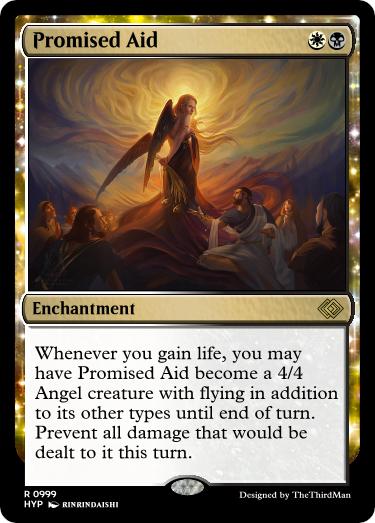 Promised Aid
Enchantment
Whenever you gain life, you may
have Promised Aid become a 4/4
Angel creature with flying in addition
to its other types until end of turn.
Prevent all damage that would be
dealt to it this turn.
R 0999
HYP RINRINDAISHI
Designed by TheThirdMan